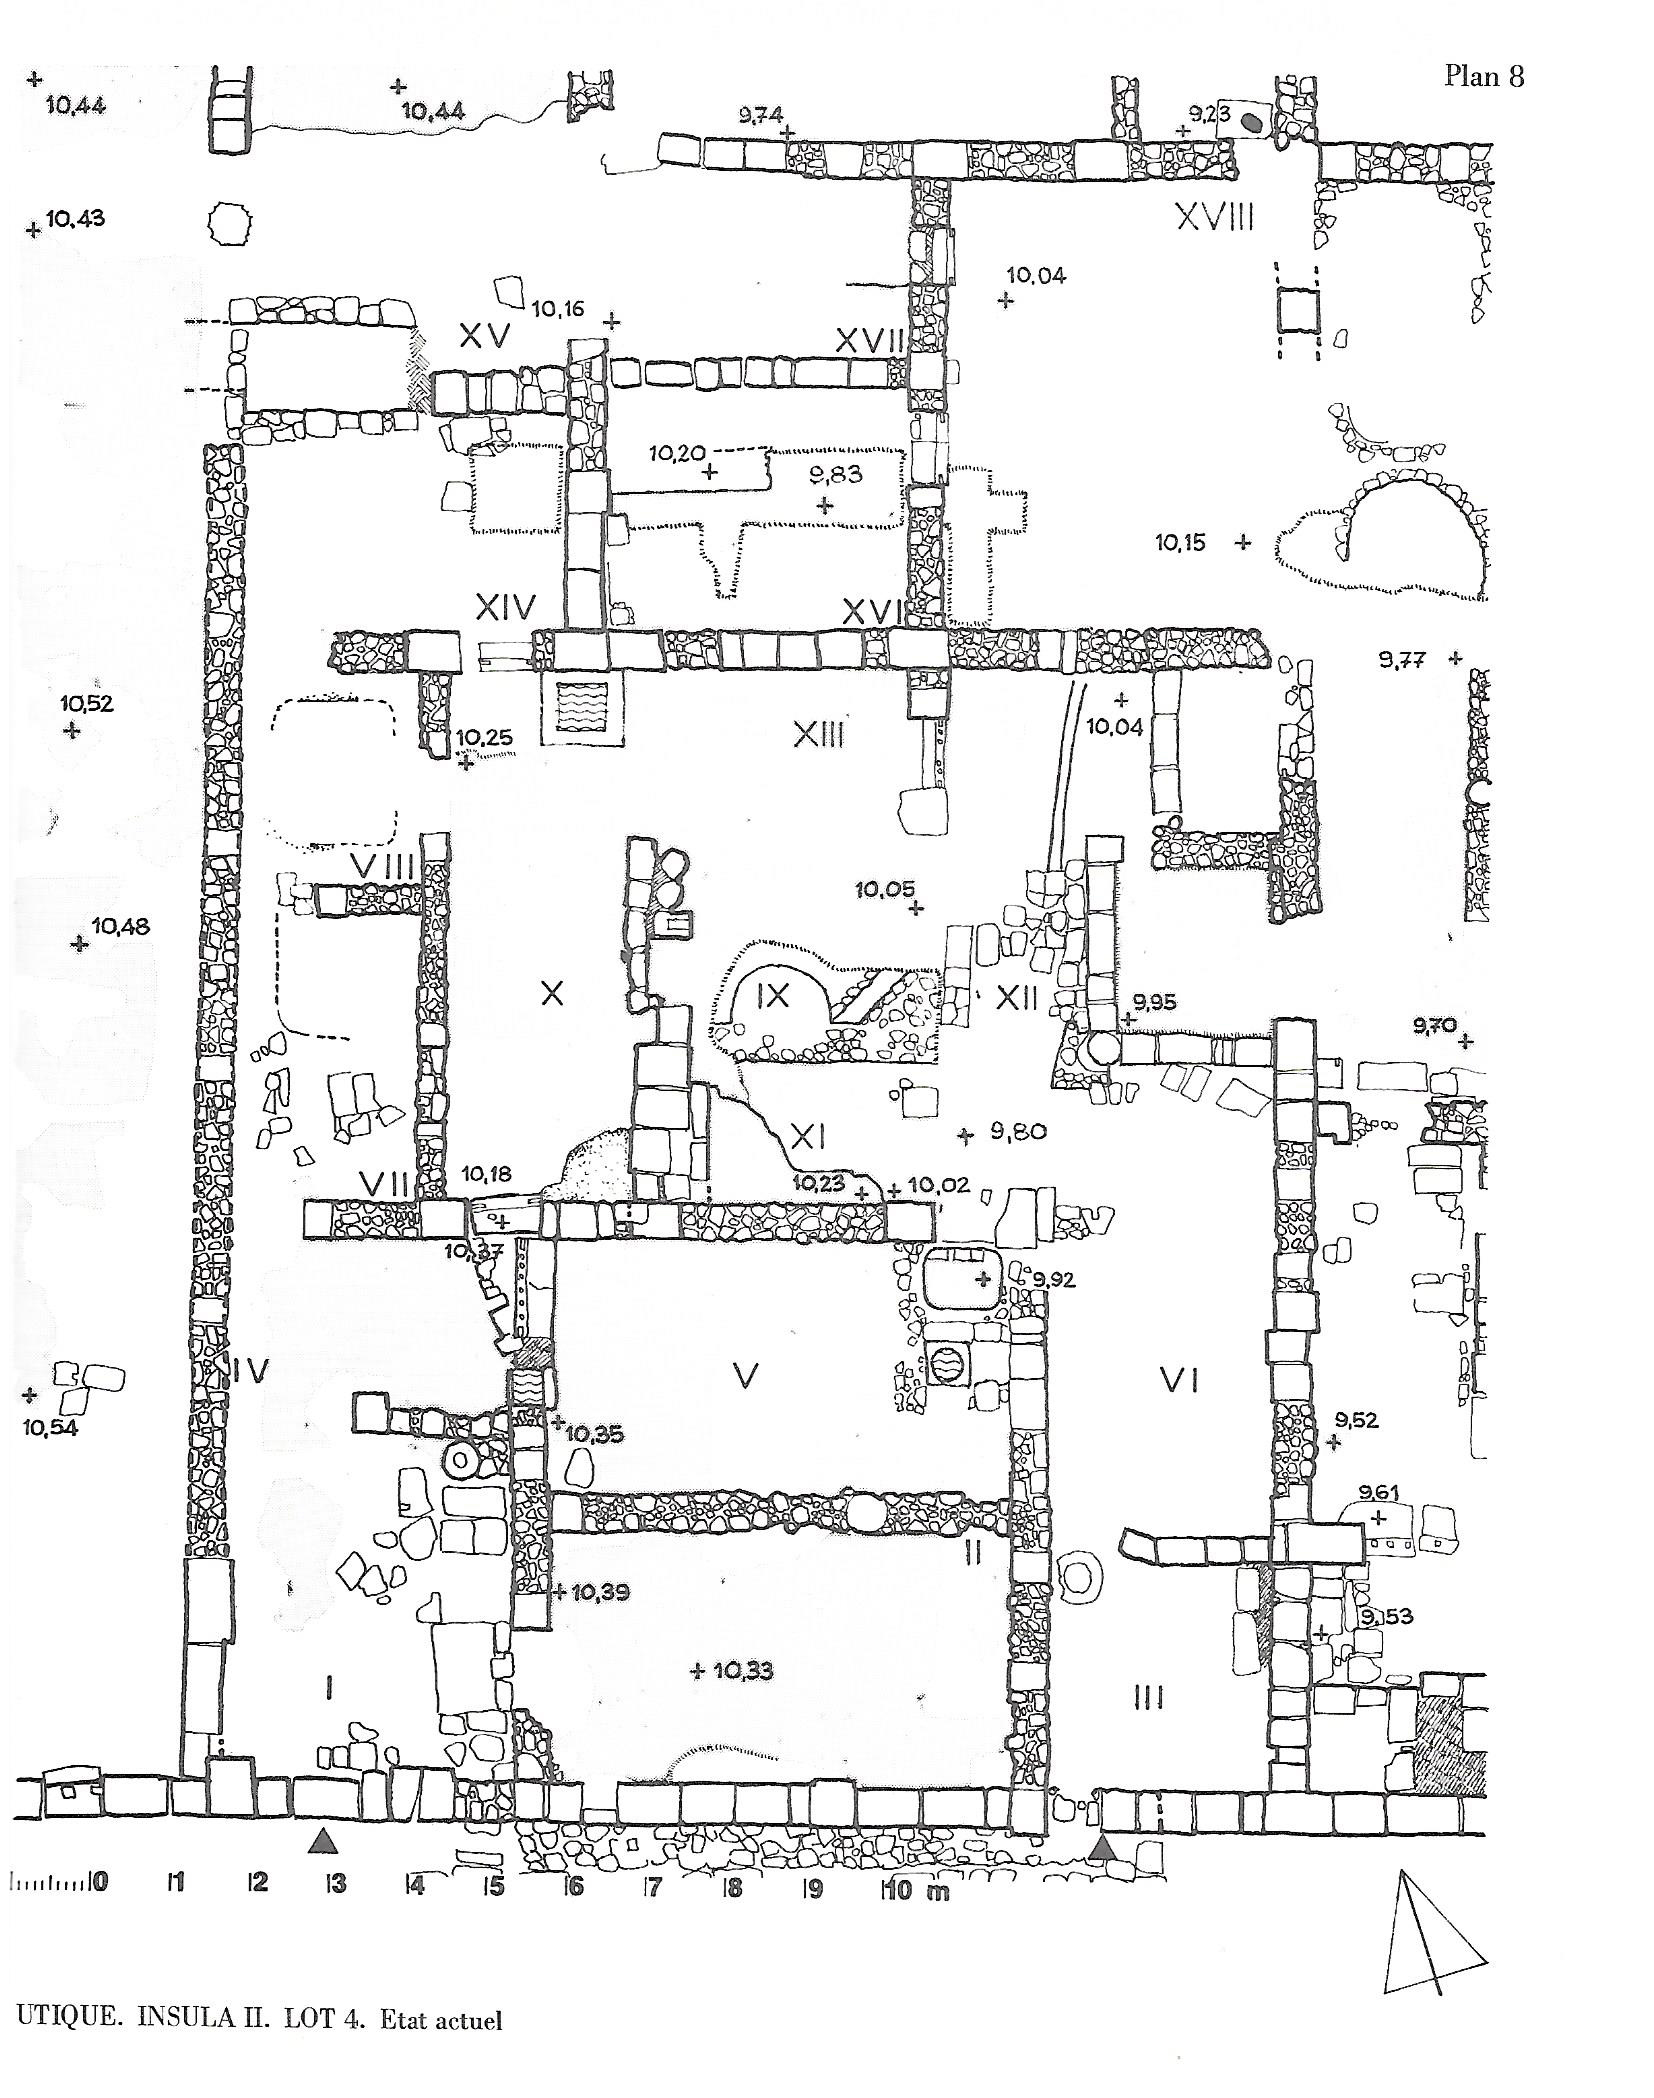 Plan 8
10,44
10,44
9,74
9,23
10,43
XVIII
10,04
10,16
XV
XVII
10,20
9,83
10,15
XIV
XVI
9,77
10,52
10,04
10,25
XIII
VIII
10,05
10,48
X
IX
XII
9,95
9,70
XI
9,80
VII
10,18
10,23
10,02
10,37
9,92
IV
V
VI
10,54
10,35
9,52
9,61
II
10,39
9,53
10,33
I
III
0 1 2 3 4 5 6 7 8 9 10 m
UTIQUE. INSULA II. LOT 4. Etat actuel